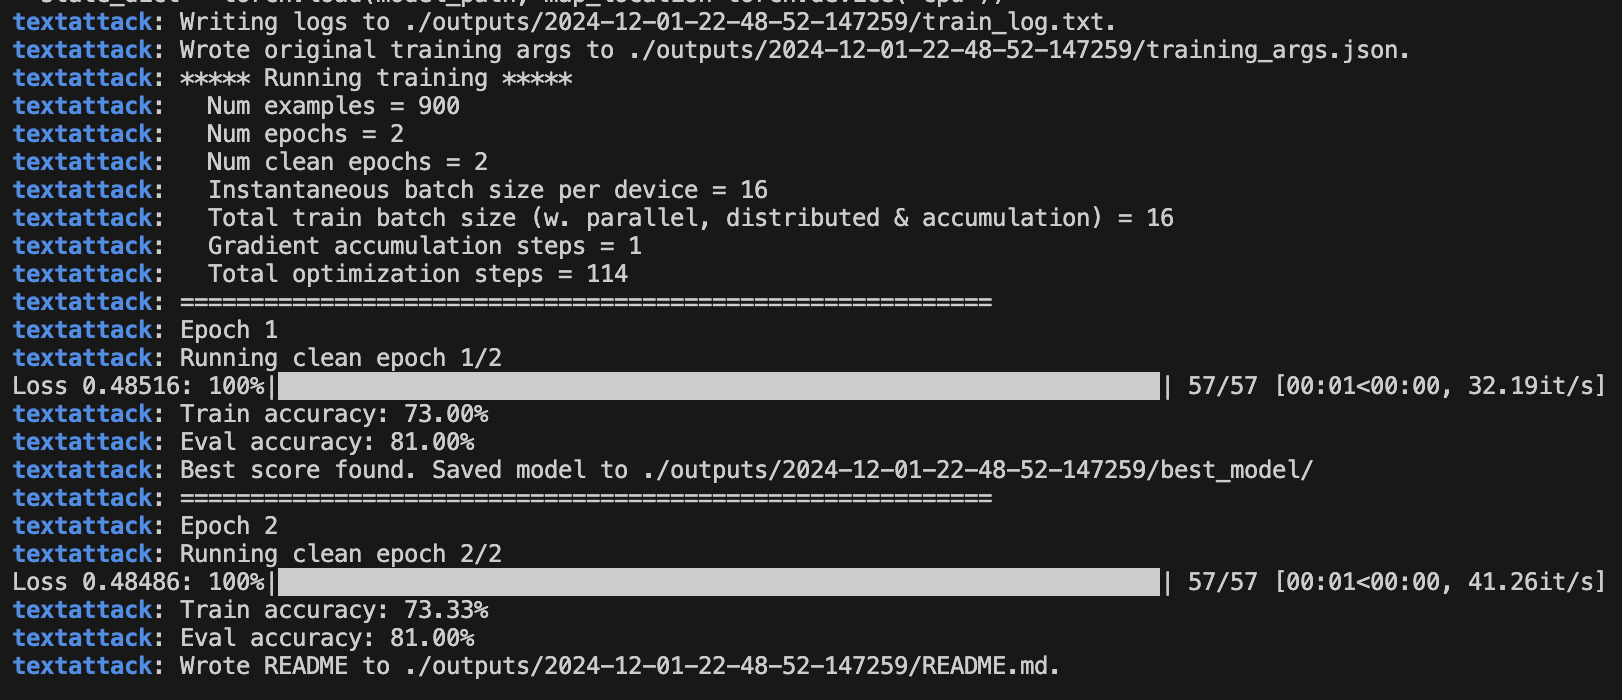 state_dict = torch.load(model_path, map_location=torch.device("cpu"))
textattack: Writing logs to ./outputs/2024-12-01-22-48-52-147259/train_log.txt.
textattack: Wrote original training args to ./outputs/2024-12-01-22-48-52-147259/training_args.json.
textattack: ***** Running training *****
textattack:   Num examples = 900
textattack:   Num epochs = 2
textattack:   Num clean epochs = 2
textattack:   Instantaneous batch size per device = 16
textattack:   Total train batch size (w. parallel, distributed & accumulation) = 16
textattack:   Gradient accumulation steps = 1
textattack:   Total optimization steps = 114
textattack: ==========================================================
textattack: Epoch 1
textattack: Running clean epoch 1/2
Loss 0.48516: 100%|██████████| 57/57 [00:01<00:00, 32.19it/s]
textattack: Train accuracy: 73.00%
textattack: Eval accuracy: 81.00%
textattack: Best score found. Saved model to ./outputs/2024-12-01-22-48-52-147259/best_model/
textattack: ==========================================================
textattack: Epoch 2
textattack: Running clean epoch 2/2
Loss 0.48486: 100%|██████████| 57/57 [00:01<00:00, 41.26it/s]
textattack: Train accuracy: 73.33%
textattack: Eval accuracy: 81.00%
textattack: Wrote README to ./outputs/2024-12-01-22-48-52-147259/README.md.